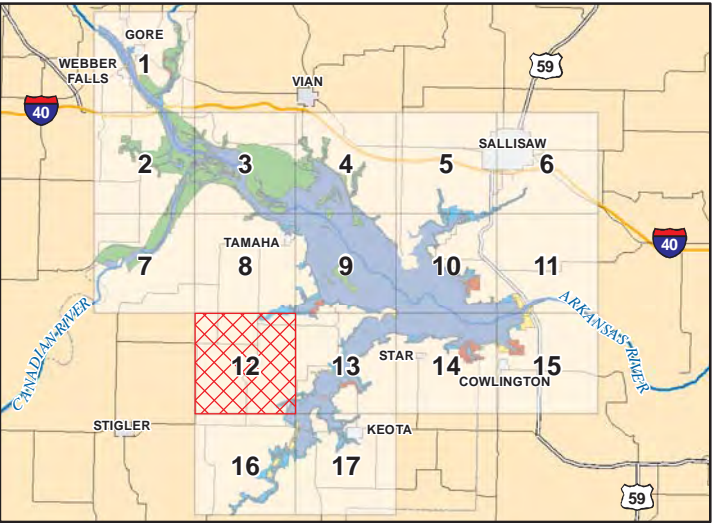 GORE
1
WEBBER
FALLS
VIAN
59
40
SALLISAW
2
3
4
5
6
TAMAHA
7
8
9
10
11
40
CANADIAN RIVER
ARKANSAS RIVER
12
13
STAR
14
15
COWLINGTON
STIGLER
KEOTA
16
17
59